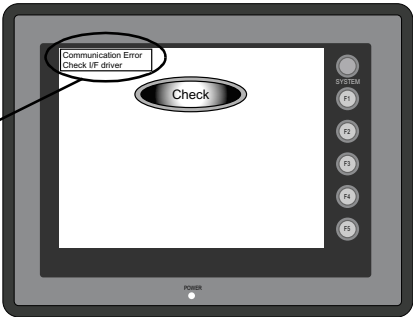 Communication Error
Check I/F driver
Check
SYSTEM
F1
F2
F3
F4
F5
POWER